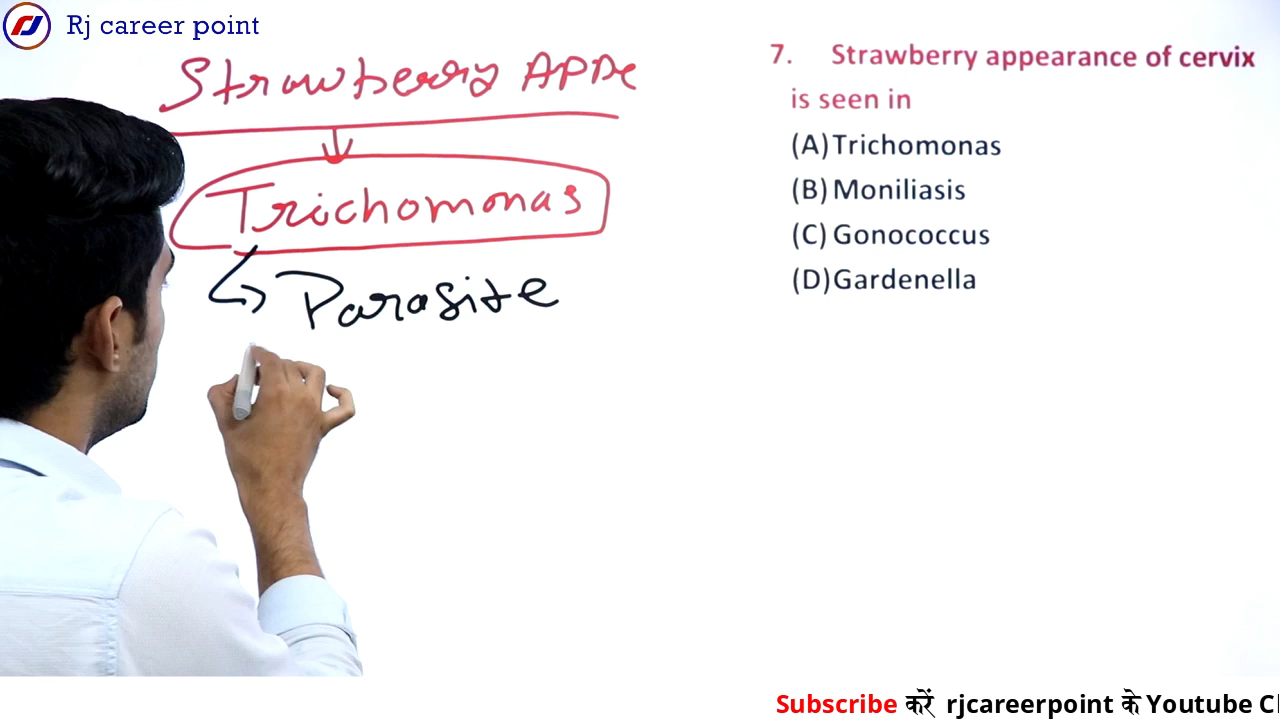 Rj career point
Strawberry APPe
Trichomonas
Parasite
7. Strawberry appearance of cervix
is seen in
(A) Trichomonas
(B) Moniliasis
(C) Gonococcus
(D) Gardenella
Subscribe करें rjcareerpoint के Youtube C